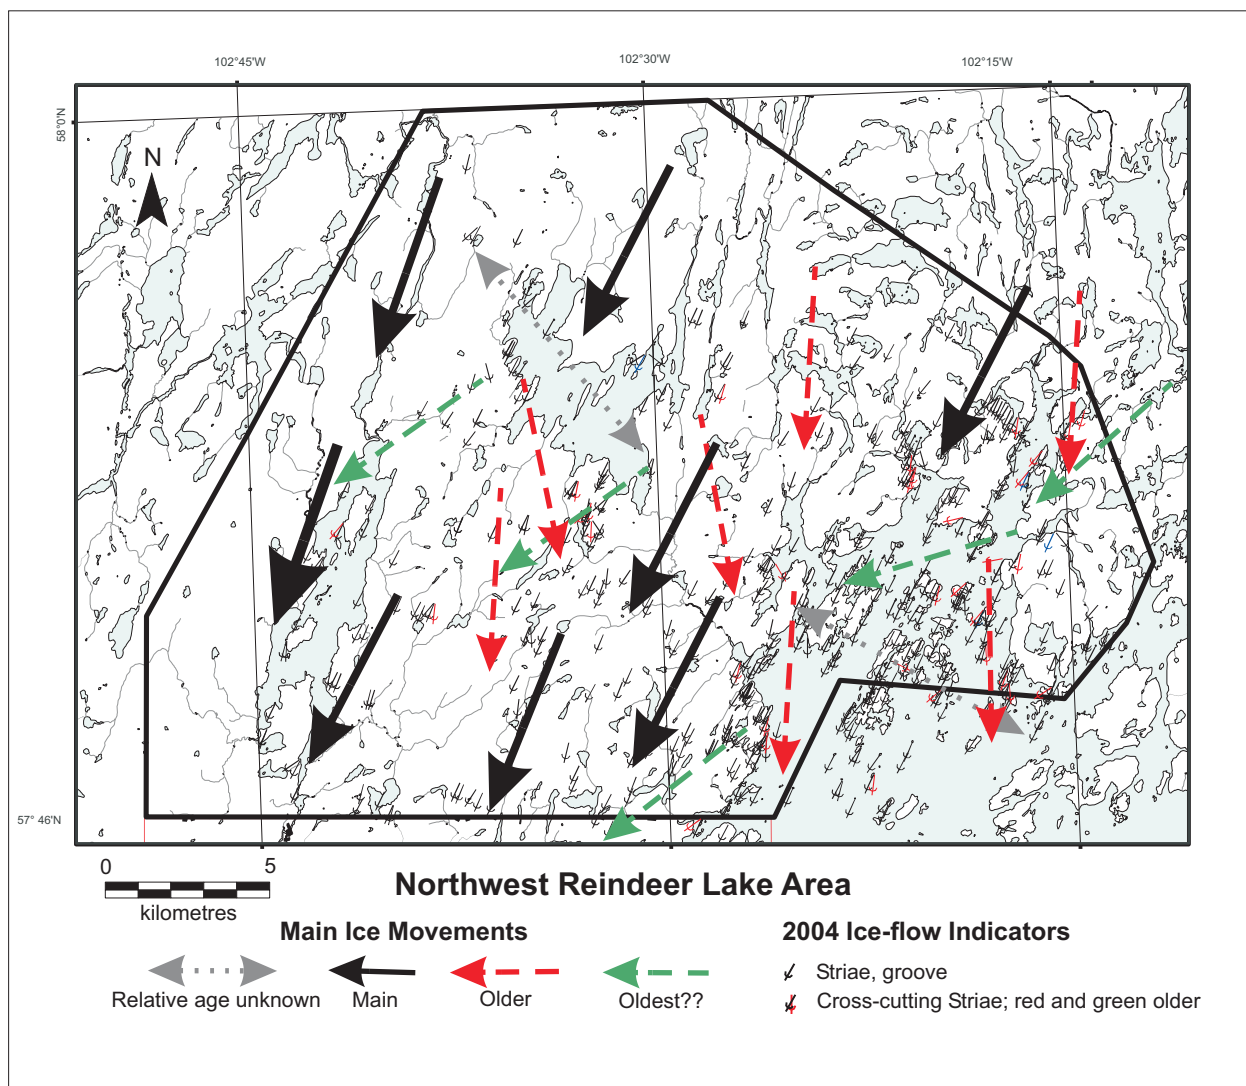 102°45'W
102°30'W
102°15'W
58°0'N
N
57° 46'N
0 5
kilometres
Northwest Reindeer Lake Area
Main Ice Movements
Relative age unknown
Main
Older
Oldest??
2004 Ice-flow Indicators
Striae, groove
Cross-cutting Striae; red and green older